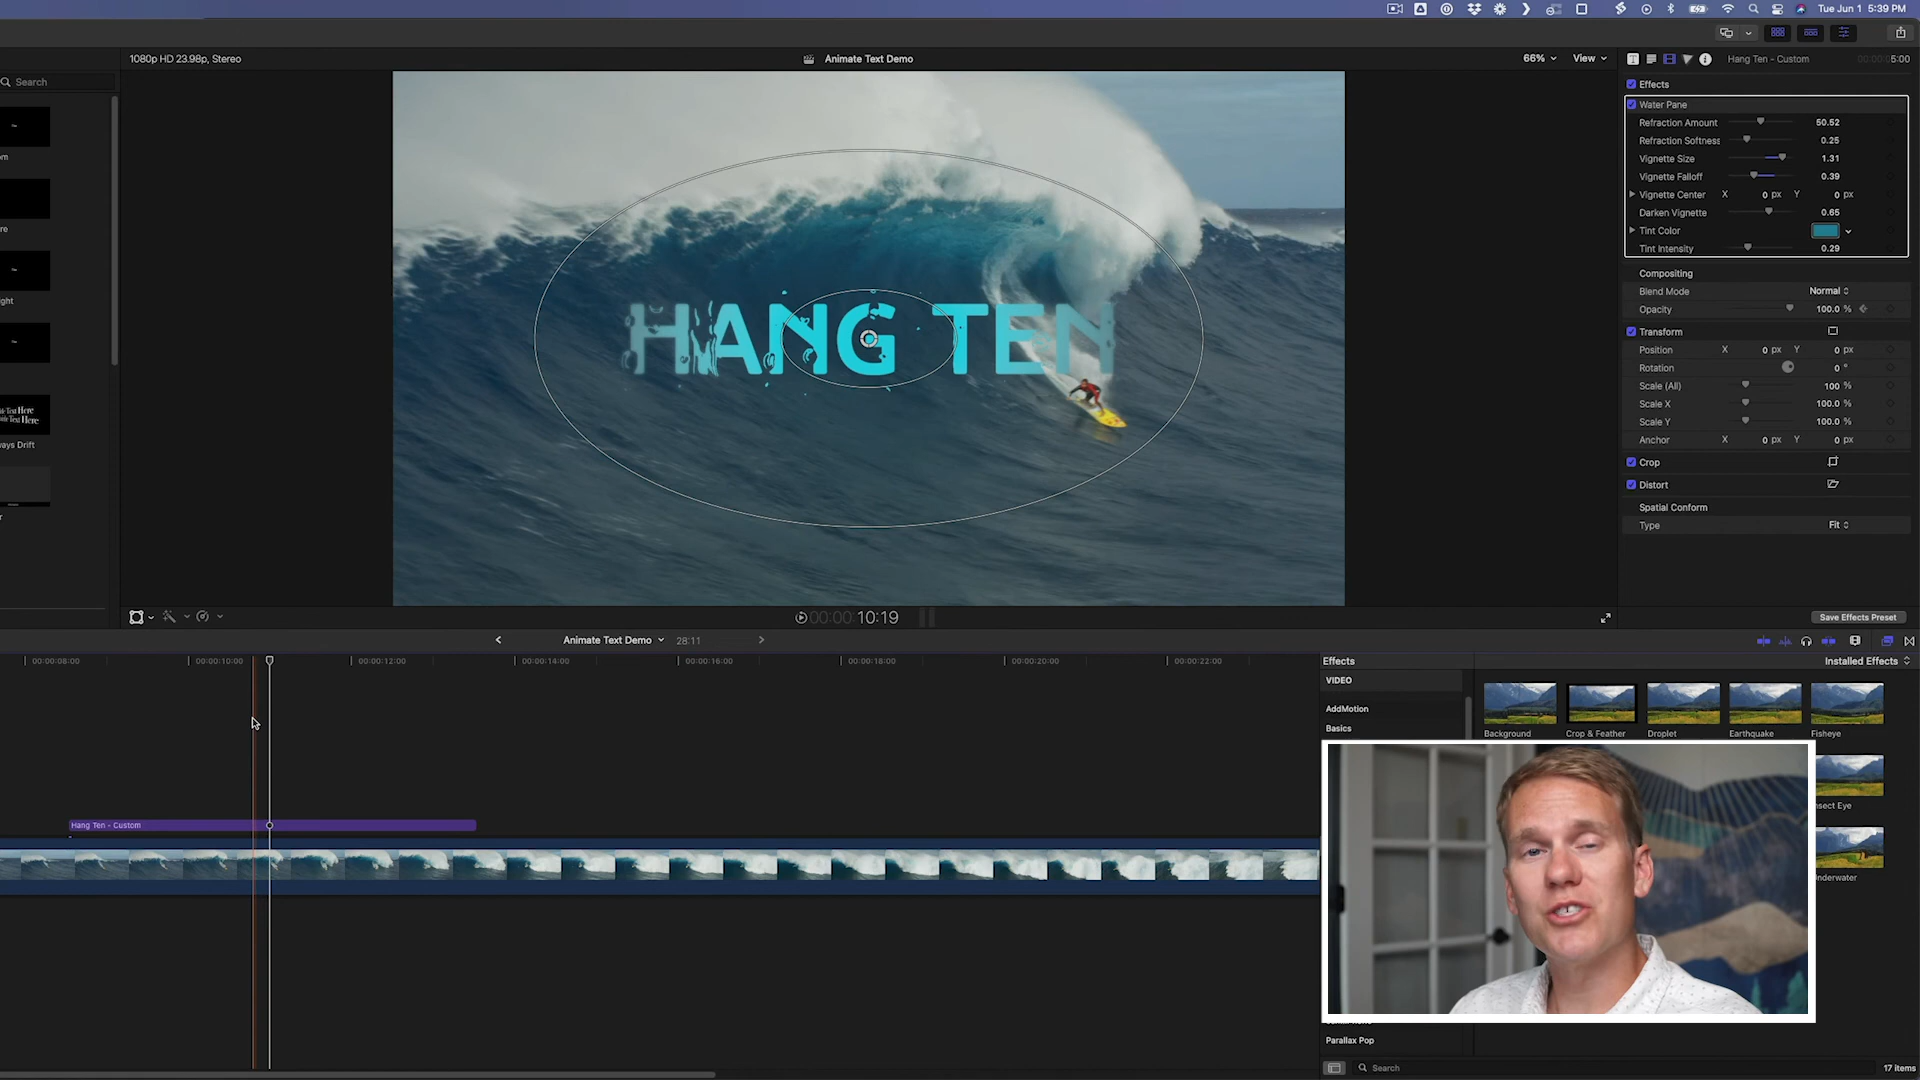 Tue Jun 1 5:39 PM
1080p HD 23.98p, Stereo
Animate Text Demo
66%
View
Hang Ten - Custom
5:00
Search
Effects
Water Pane
Refraction Amount 50.52
Refraction Softness 0.25
Vignette Size 1.31
Vignette Falloff 0.39
Vignette Center X 0 px Y 0 px
Darken Vignette 0.65
Tint Color
Tint Intensity 0.29
Compositing
Blend Mode Normal
Opacity 100.0 %
Transform
Position X 0 px Y 0 px
Rotation 0 °
Scale (All) 100 %
Scale X 100.0 %
Scale Y 100.0 %
Anchor X 0 px Y 0 px
Crop
Distort
Spatial Conform
Type Fit
Save Effects Preset
HANG TEN
Text Here
Text Here
ways Drift
00:00:00:10:19
Animate Text Demo 28:11
00:00:08:00 00:00:10:00 00:00:12:00 00:00:14:00 00:00:16:00 00:00:18:00 00:00:20:00 00:00:22:00
Hang Ten - Custom
Effects
Installed Effects
VIDEO
AddMotion
Basics
Background Crop & Feather Droplet Earthquake Fisheye
nsect Eye
Underwater
Parallax Pop
Search
17 items